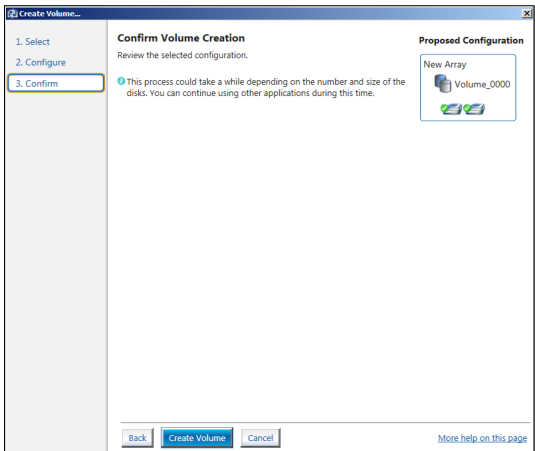 Create Volume...
1. Select
2. Configure
3. Confirm
Confirm Volume Creation
Review the selected configuration.
This process could take a while depending on the number and size of the
disks. You can continue using other applications during this time.
Proposed Configuration
New Array
Volume_0000
Back
Create Volume
Cancel
More help on this page